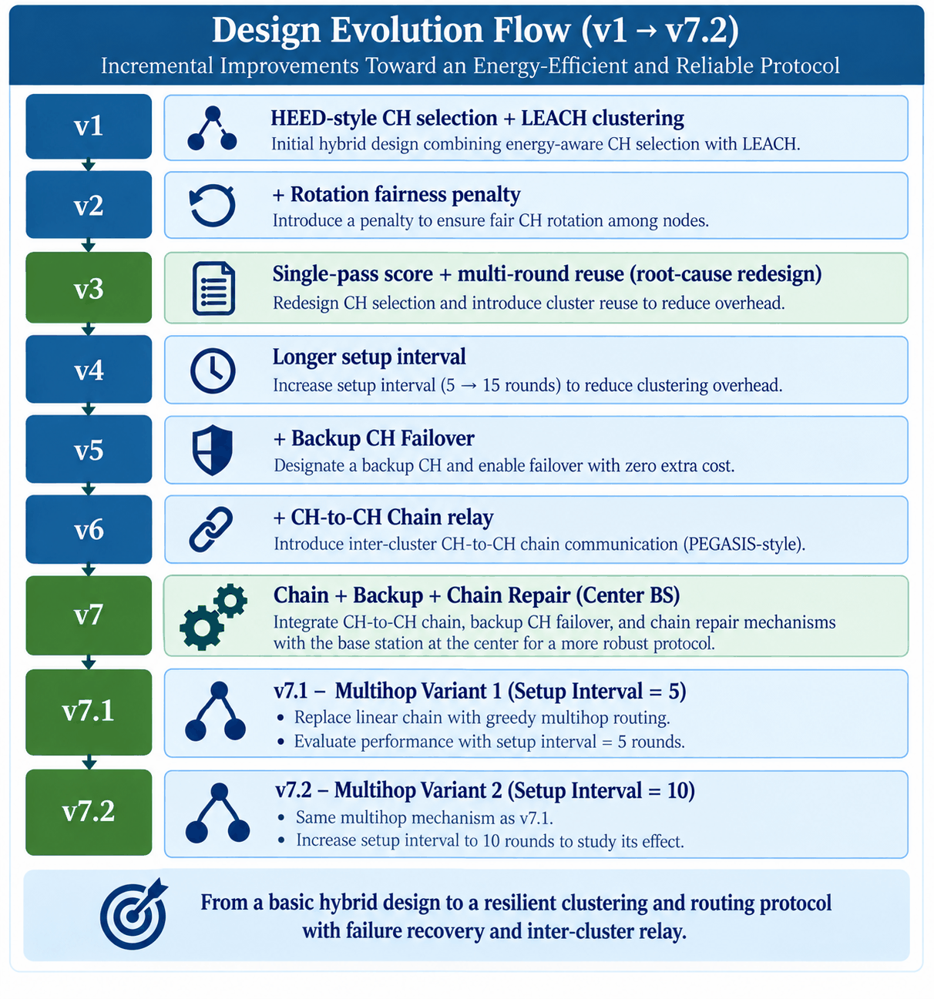 Design Evolution Flow (v1 → v7.2)
Incremental Improvements Toward an Energy-Efficient and Reliable Protocol
v1
HEED-style CH selection + LEACH clustering
Initial hybrid design combining energy-aware CH selection with LEACH.
v2
+ Rotation fairness penalty
Introduce a penalty to ensure fair CH rotation among nodes.
v3
Single-pass score + multi-round reuse (root-cause redesign)
Redesign CH selection and introduce cluster reuse to reduce overhead.
v4
Longer setup interval
Increase setup interval (5 → 15 rounds) to reduce clustering overhead.
v5
+ Backup CH Failover
Designate a backup CH and enable failover with zero extra cost.
v6
+ CH-to-CH Chain relay
Introduce inter-cluster CH-to-CH chain communication (PEGASIS-style).
v7
Chain + Backup + Chain Repair (Center BS)
Integrate CH-to-CH chain, backup CH failover, and chain repair mechanisms
with the base station at the center for a more robust protocol.
v7.1
v7.1 – Multihop Variant 1 (Setup Interval = 5)
• Replace linear chain with greedy multihop routing.
• Evaluate performance with setup interval = 5 rounds.
v7.2
v7.2 – Multihop Variant 2 (Setup Interval = 10)
• Same multihop mechanism as v7.1.
• Increase setup interval to 10 rounds to study its effect.
From a basic hybrid design to a resilient clustering and routing protocol
with failure recovery and inter-cluster relay.